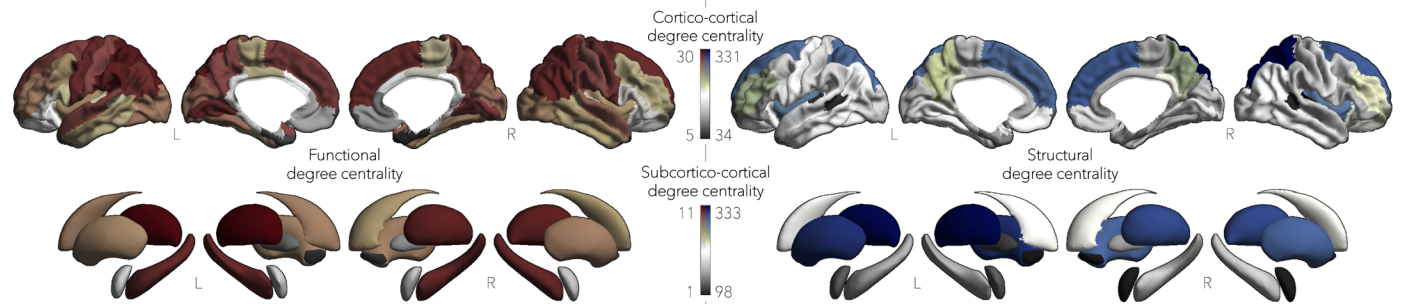 Cortico-cortical
degree centrality
30 331
5 34
L R L R
Functional
degree centrality
Structural
degree centrality
Subcortico-cortical
degree centrality
11 333
1 98
L R L R